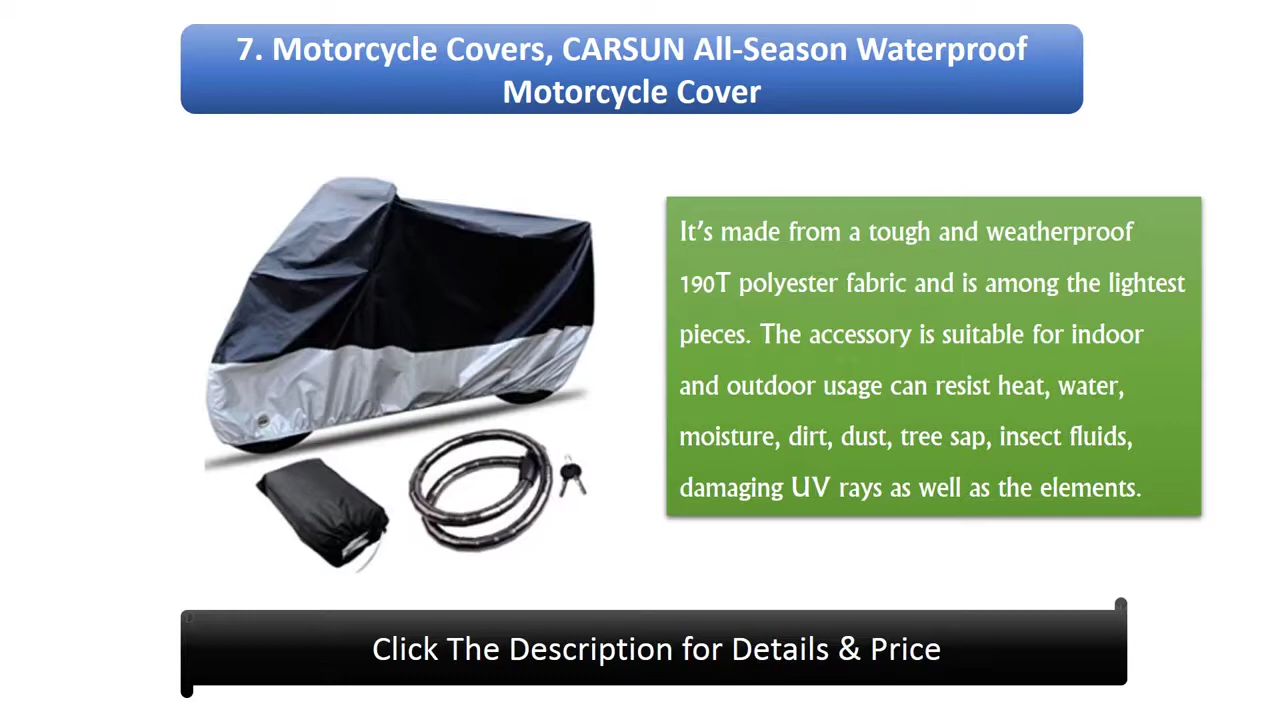 7. Motorcycle Covers, CARSUN All-Season Waterproof
Motorcycle Cover
It's made from a tough and weatherproof
190T polyester fabric and is among the lightest
pieces. The accessory is suitable for indoor
and outdoor usage can resist heat, water,
moisture, dirt, dust, tree sap, insect fluids,
damaging UV rays as well as the elements.
Click The Description for Details & Price